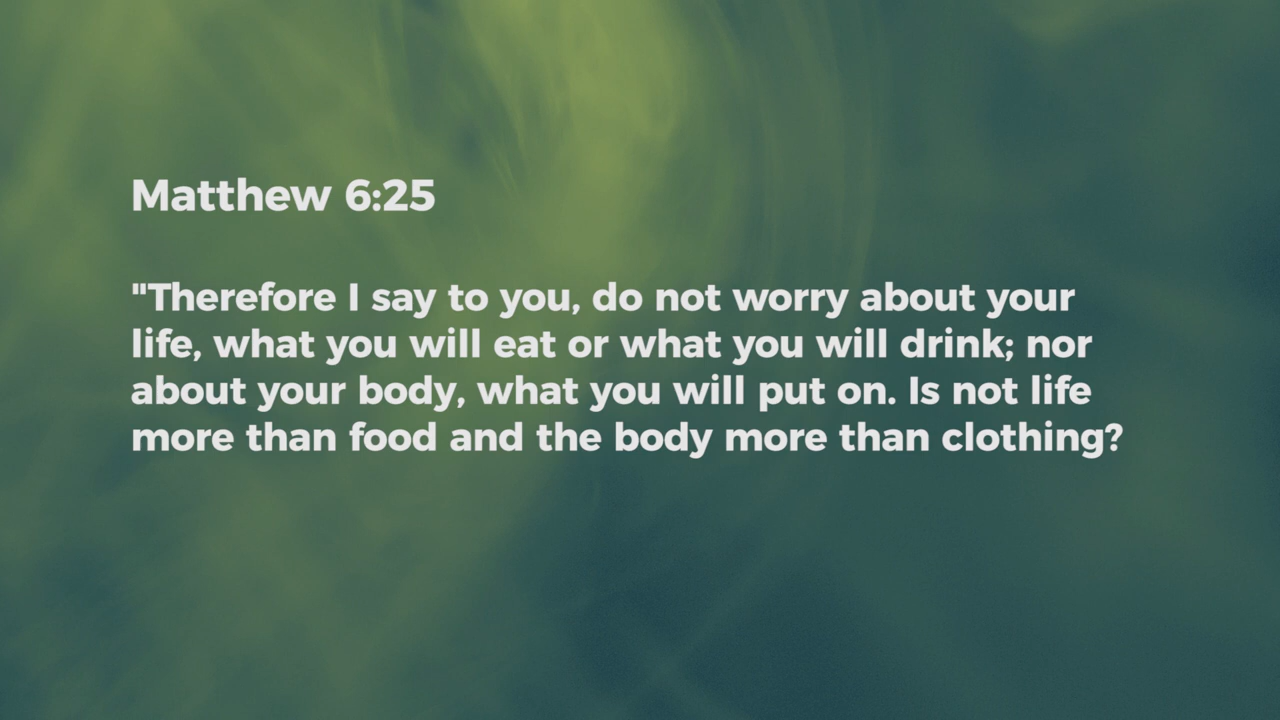 Matthew 6:25
"Therefore I say to you, do not worry about your
life, what you will eat or what you will drink; nor
about your body, what you will put on. Is not life
more than food and the body more than clothing?